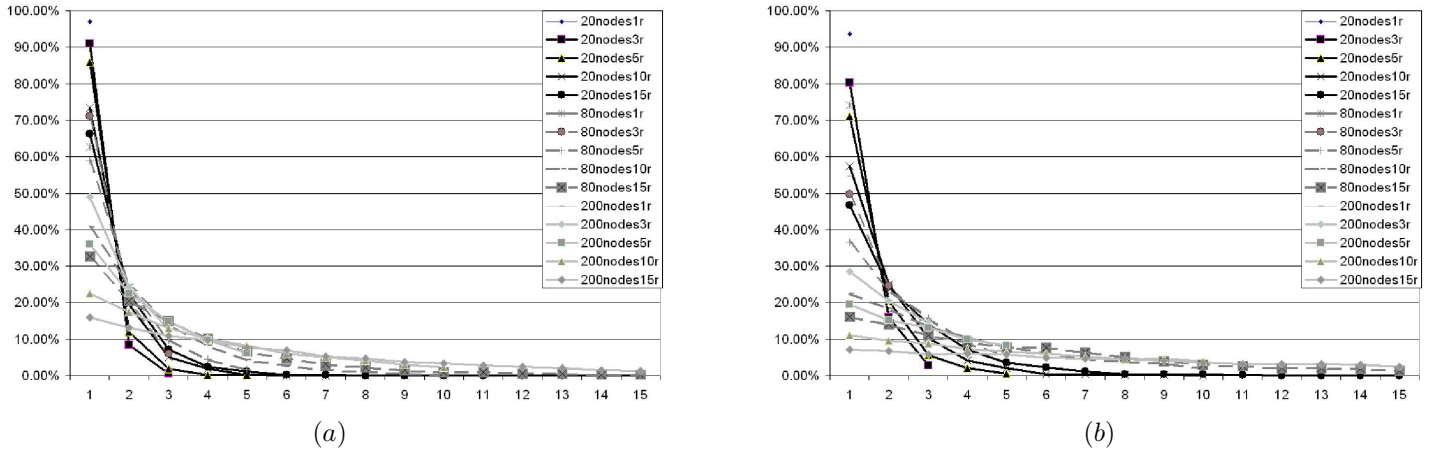 100.00%
90.00%
80.00%
70.00%
60.00%
50.00%
40.00%
30.00%
20.00%
10.00%
0.00%
1 2 3 4 5 6 7 8 9 10 11 12 13 14 15
20nodes1r
20nodes3r
20nodes5r
20nodes10r
20nodes15r
80nodes1r
80nodes3r
80nodes5r
80nodes10r
80nodes15r
200nodes1r
200nodes3r
200nodes5r
200nodes10r
200nodes15r
(a)
100.00%
90.00%
80.00%
70.00%
60.00%
50.00%
40.00%
30.00%
20.00%
10.00%
0.00%
1 2 3 4 5 6 7 8 9 10 11 12 13 14 15
20nodes1r
20nodes3r
20nodes5r
20nodes10r
20nodes15r
80nodes1r
80nodes3r
80nodes5r
80nodes10r
80nodes15r
200nodes1r
200nodes3r
200nodes5r
200nodes10r
200nodes15r
(b)